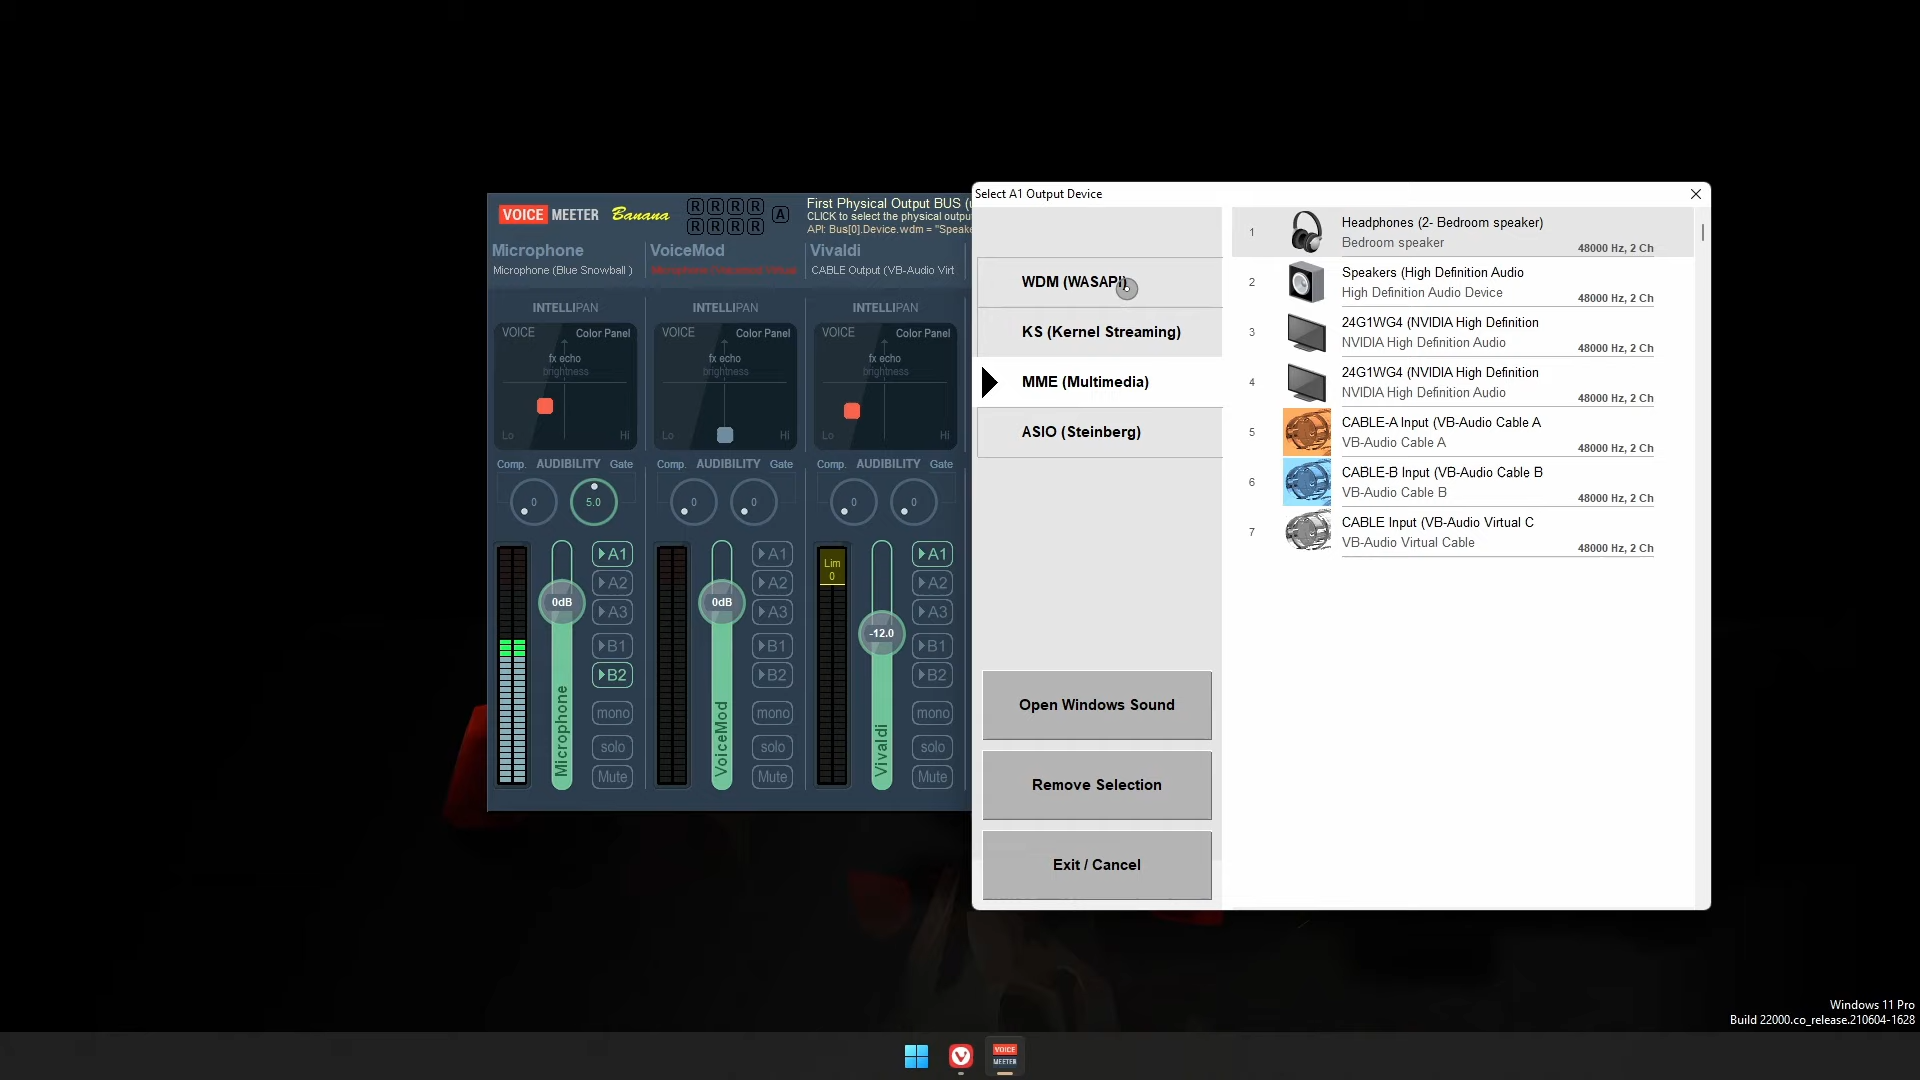 VOICE MEETER Banana
R R R R A
R R R R
First Physical Output BUS (
CLICK to select the physical outpu
API: Bus[0].Device.wdm = "Speake
Microphone
Microphone (Blue Snowball )
VoiceMod
Vivaldi
CABLE Output (VB-Audio Virt
INTELLIPAN
VOICE Color Panel
fx echo
brightness
Lo Hi
INTELLIPAN
VOICE Color Panel
fx echo
brightness
Lo Hi
INTELLIPAN
VOICE Color Panel
fx echo
brightness
Lo Hi
Comp. AUDIBILITY Gate
0 5.0
Comp. AUDIBILITY Gate
0 0
Comp. AUDIBILITY Gate
0 0
0dB
Microphone
A1
A2
A3
B1
B2
mono
solo
Mute
0dB
VoiceMod
A1
A2
A3
B1
B2
mono
solo
Mute
Lim
0
-12.0
Vivaldi
A1
A2
A3
B1
B2
mono
solo
Mute
Select A1 Output Device
WDM (WASAPI)
KS (Kernel Streaming)
MME (Multimedia)
ASIO (Steinberg)
Open Windows Sound
Remove Selection
Exit / Cancel
1 Headphones (2- Bedroom speaker)
Bedroom speaker
48000 Hz, 2 Ch
2 Speakers (High Definition Audio
High Definition Audio Device
48000 Hz, 2 Ch
3 24G1WG4 (NVIDIA High Definition
NVIDIA High Definition Audio
48000 Hz, 2 Ch
4 24G1WG4 (NVIDIA High Definition
NVIDIA High Definition Audio
48000 Hz, 2 Ch
5 CABLE-A Input (VB-Audio Cable A
VB-Audio Cable A
48000 Hz, 2 Ch
6 CABLE-B Input (VB-Audio Cable B
VB-Audio Cable B
48000 Hz, 2 Ch
7 CABLE Input (VB-Audio Virtual C
VB-Audio Virtual Cable
48000 Hz, 2 Ch
Windows 11 Pro
Build 22000.co_release.210604-1628
VOICE
MEETER